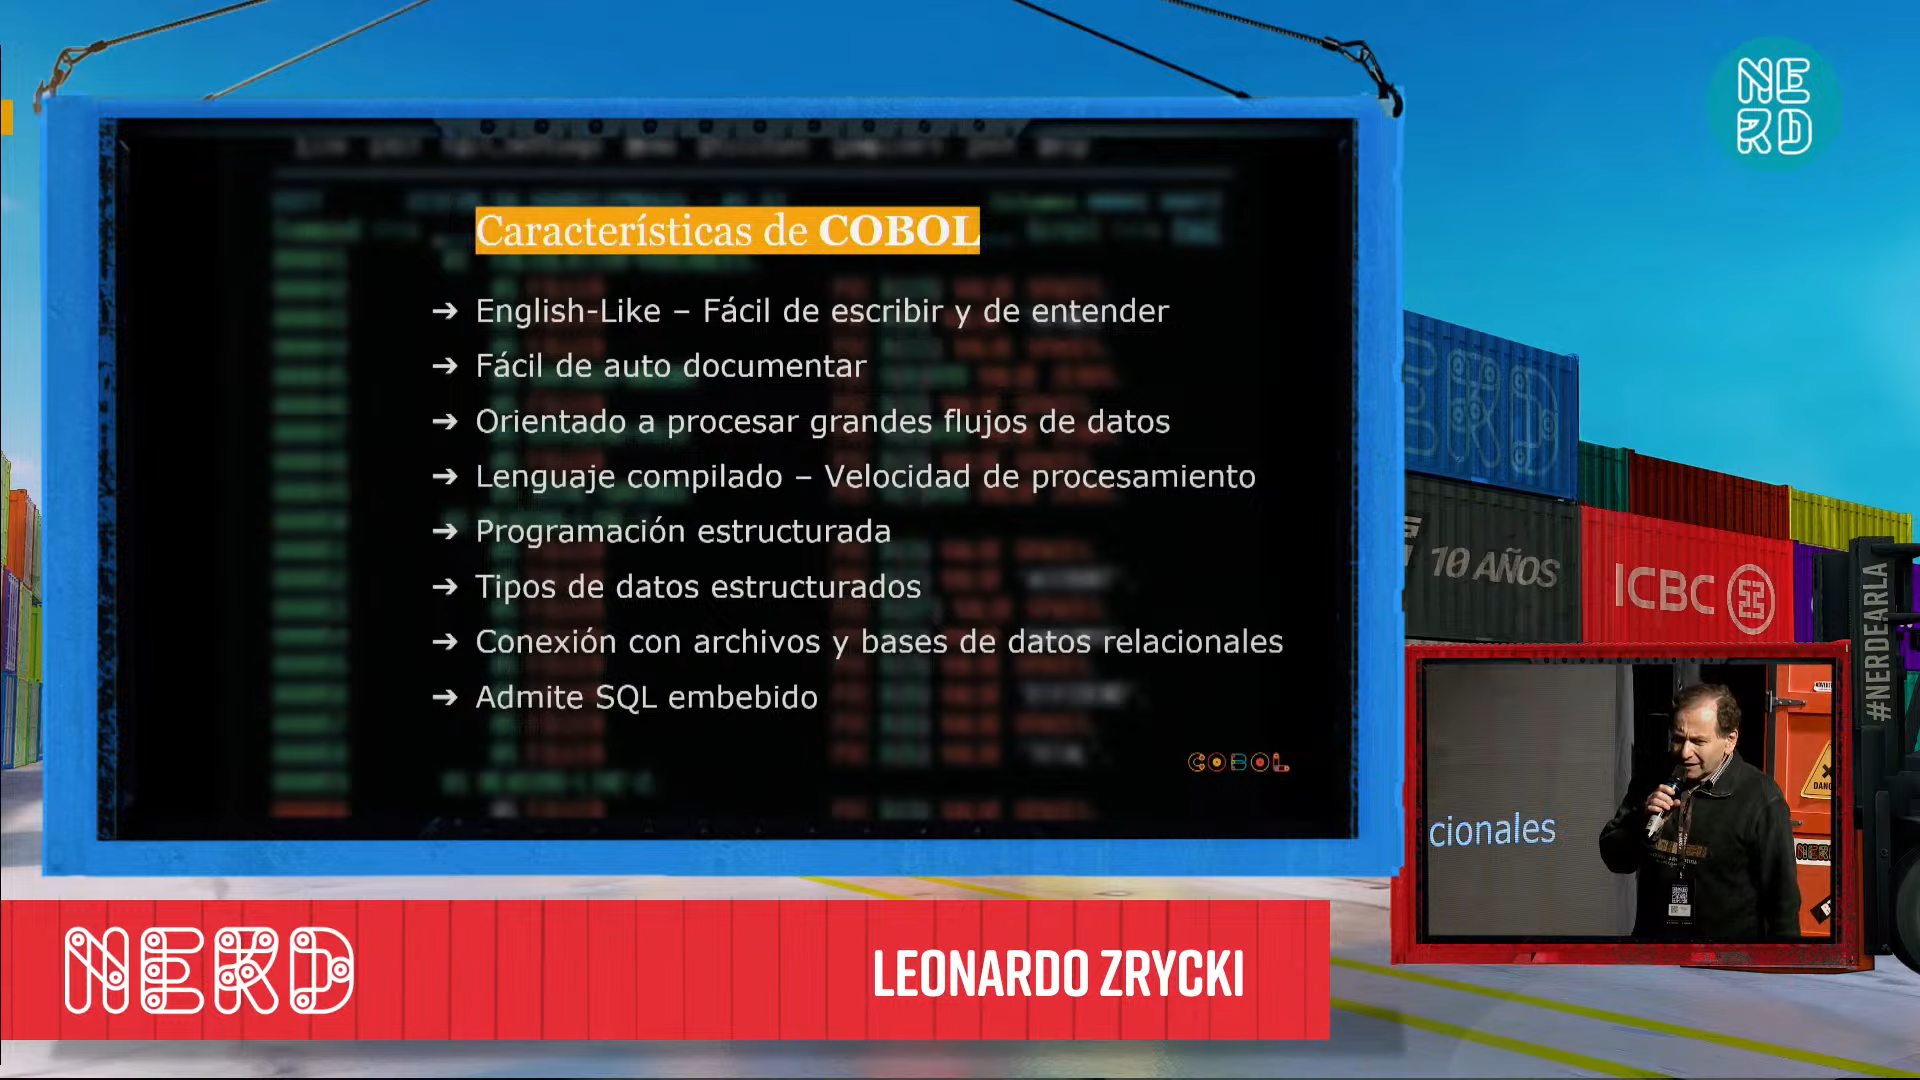 NE
RD
Características de COBOL
➔ English-Like – Fácil de escribir y de entender
➔ Fácil de auto documentar
➔ Orientado a procesar grandes flujos de datos
➔ Lenguaje compilado – Velocidad de procesamiento
➔ Programación estructurada
➔ Tipos de datos estructurados
➔ Conexión con archivos y bases de datos relacionales
➔ Admite SQL embebido
COBOL
10 AÑOS
ICBC
#NERDEARLA
cionales
NERD
LEONARDO ZRYCKI